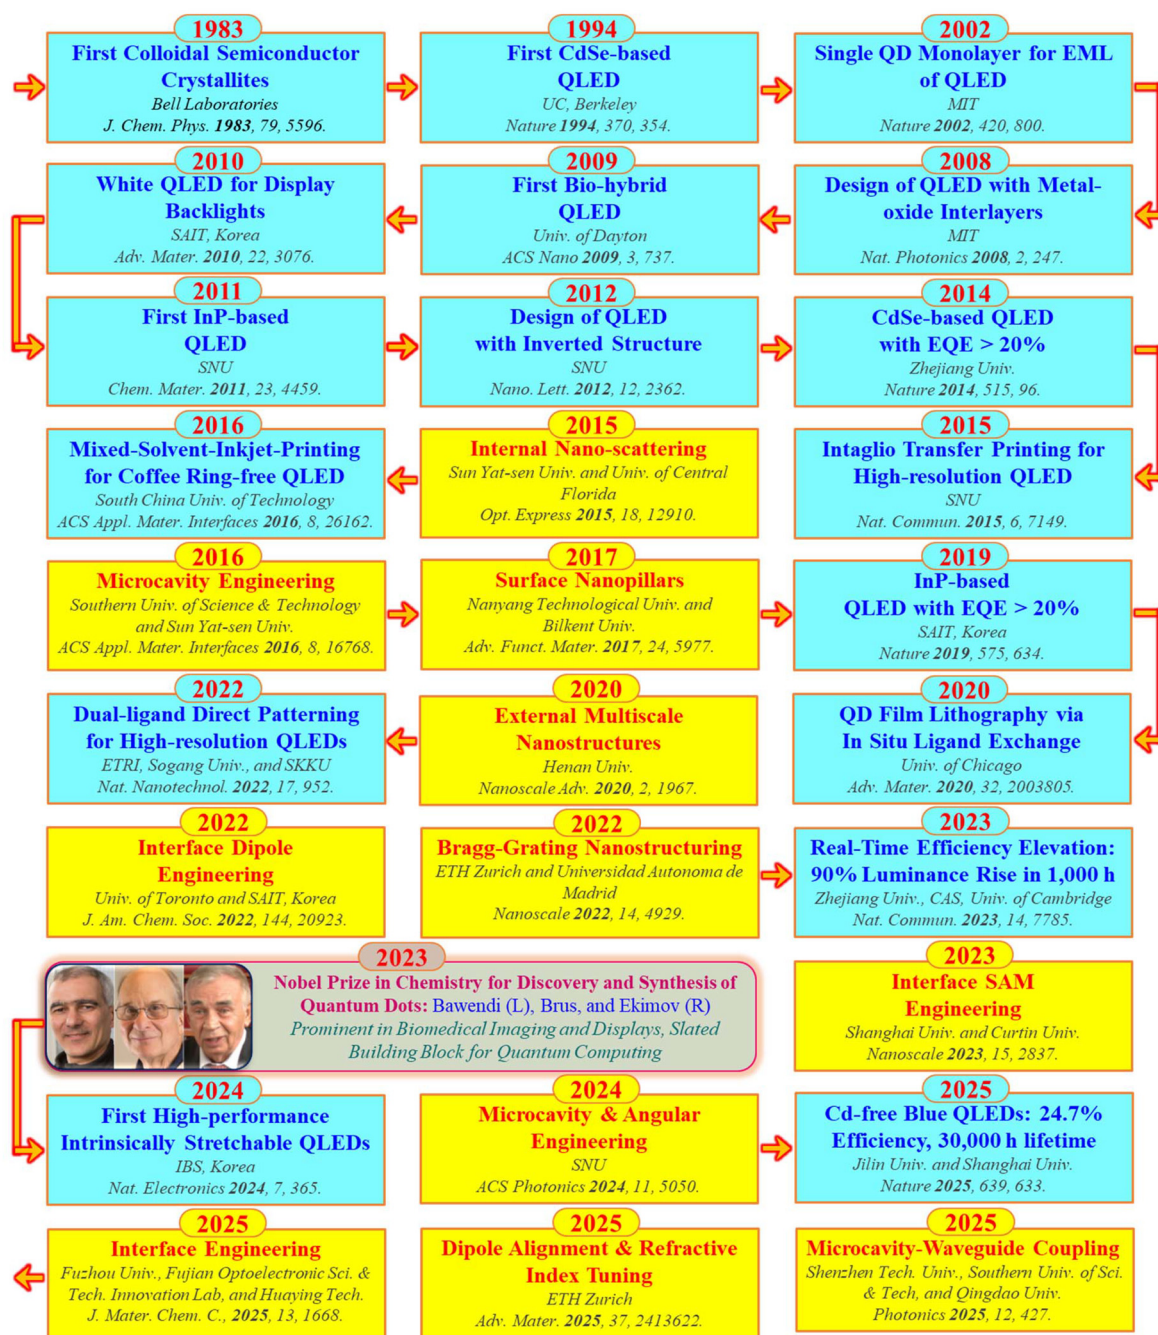 1983
First Colloidal Semiconductor
Crystallites
Bell Laboratories
J. Chem. Phys. 1983, 79, 5596.
1994
First CdSe-based
QLED
UC, Berkeley
Nature 1994, 370, 354.
2002
Single QD Monolayer for EML
of QLED
MIT
Nature 2002, 420, 800.
2010
White QLED for Display
Backlights
SAIT, Korea
Adv. Mater. 2010, 22, 3076.
2009
First Bio-hybrid
QLED
Univ. of Dayton
ACS Nano 2009, 3, 737.
2008
Design of QLED with Metal-
oxide Interlayers
MIT
Nat. Photonics 2008, 2, 247.
2011
First InP-based
QLED
SNU
Chem. Mater. 2011, 23, 4459.
2012
Design of QLED
with Inverted Structure
SNU
Nano. Lett. 2012, 12, 2362.
2014
CdSe-based QLED
with EQE > 20%
Zhejiang Univ.
Nature 2014, 515, 96.
2016
Mixed-Solvent-Inkjet-Printing
for Coffee Ring-free QLED
South China Univ. of Technology
ACS Appl. Mater. Interfaces 2016, 8, 26162.
2015
Internal Nano-scattering
Sun Yat-sen Univ. and Univ. of Central
Florida
Opt. Express 2015, 18, 12910.
2015
Intaglio Transfer Printing for
High-resolution QLED
SNU
Nat. Commun. 2015, 6, 7149.
2016
Microcavity Engineering
Southern Univ. of Science & Technology
and Sun Yat-sen Univ.
ACS Appl. Mater. Interfaces 2016, 8, 16768.
2017
Surface Nanopillars
Nanyang Technological Univ. and
Bilkent Univ.
Adv. Funct. Mater. 2017, 24, 5977.
2019
InP-based
QLED with EQE > 20%
SAIT, Korea
Nature 2019, 575, 634.
2022
Dual-ligand Direct Patterning
for High-resolution QLEDs
ETRI, Sogang Univ., and SKKU
Nat. Nanotechnol. 2022, 17, 952.
2020
External Multiscale
Nanostructures
Henan Univ.
Nanoscale Adv. 2020, 2, 1967.
2020
QD Film Lithography via
In Situ Ligand Exchange
Univ. of Chicago
Adv. Mater. 2020, 32, 2003805.
2022
Interface Dipole
Engineering
Univ. of Toronto and SAIT, Korea
J. Am. Chem. Soc. 2022, 144, 20923.
2022
Bragg-Grating Nanostructuring
ETH Zurich and Universidad Autonoma de
Madrid
Nanoscale 2022, 14, 4929.
2023
Real-Time Efficiency Elevation:
90% Luminance Rise in 1,000 h
Zhejiang Univ., CAS, Univ. of Cambridge
Nat. Commun. 2023, 14, 7785.
2023
Nobel Prize in Chemistry for Discovery and Synthesis of
Quantum Dots: Bawendi (L), Brus, and Ekimov (R)
Prominent in Biomedical Imaging and Displays, Slated
Building Block for Quantum Computing
2023
Interface SAM
Engineering
Shanghai Univ. and Curtin Univ.
Nanoscale 2023, 15, 2837.
2024
First High-performance
Intrinsically Stretchable QLEDs
IBS, Korea
Nat. Electronics 2024, 7, 365.
2024
Microcavity & Angular
Engineering
SNU
ACS Photonics 2024, 11, 5050.
2025
Cd-free Blue QLEDs: 24.7%
Efficiency, 30,000 h lifetime
Jilin Univ. and Shanghai Univ.
Nature 2025, 639, 633.
2025
Interface Engineering
Fuzhou Univ., Fujian Optoelectronic Sci. &
Tech. Innovation Lab, and Huaying Tech.
J. Mater. Chem. C., 2025, 13, 1668.
2025
Dipole Alignment & Refractive
Index Tuning
ETH Zurich
Adv. Mater. 2025, 37, 2413622.
2025
Microcavity-Waveguide Coupling
Shenzhen Tech. Univ., Southern Univ. of Sci.
& Tech, and Qingdao Univ.
Photonics 2025, 12, 427.